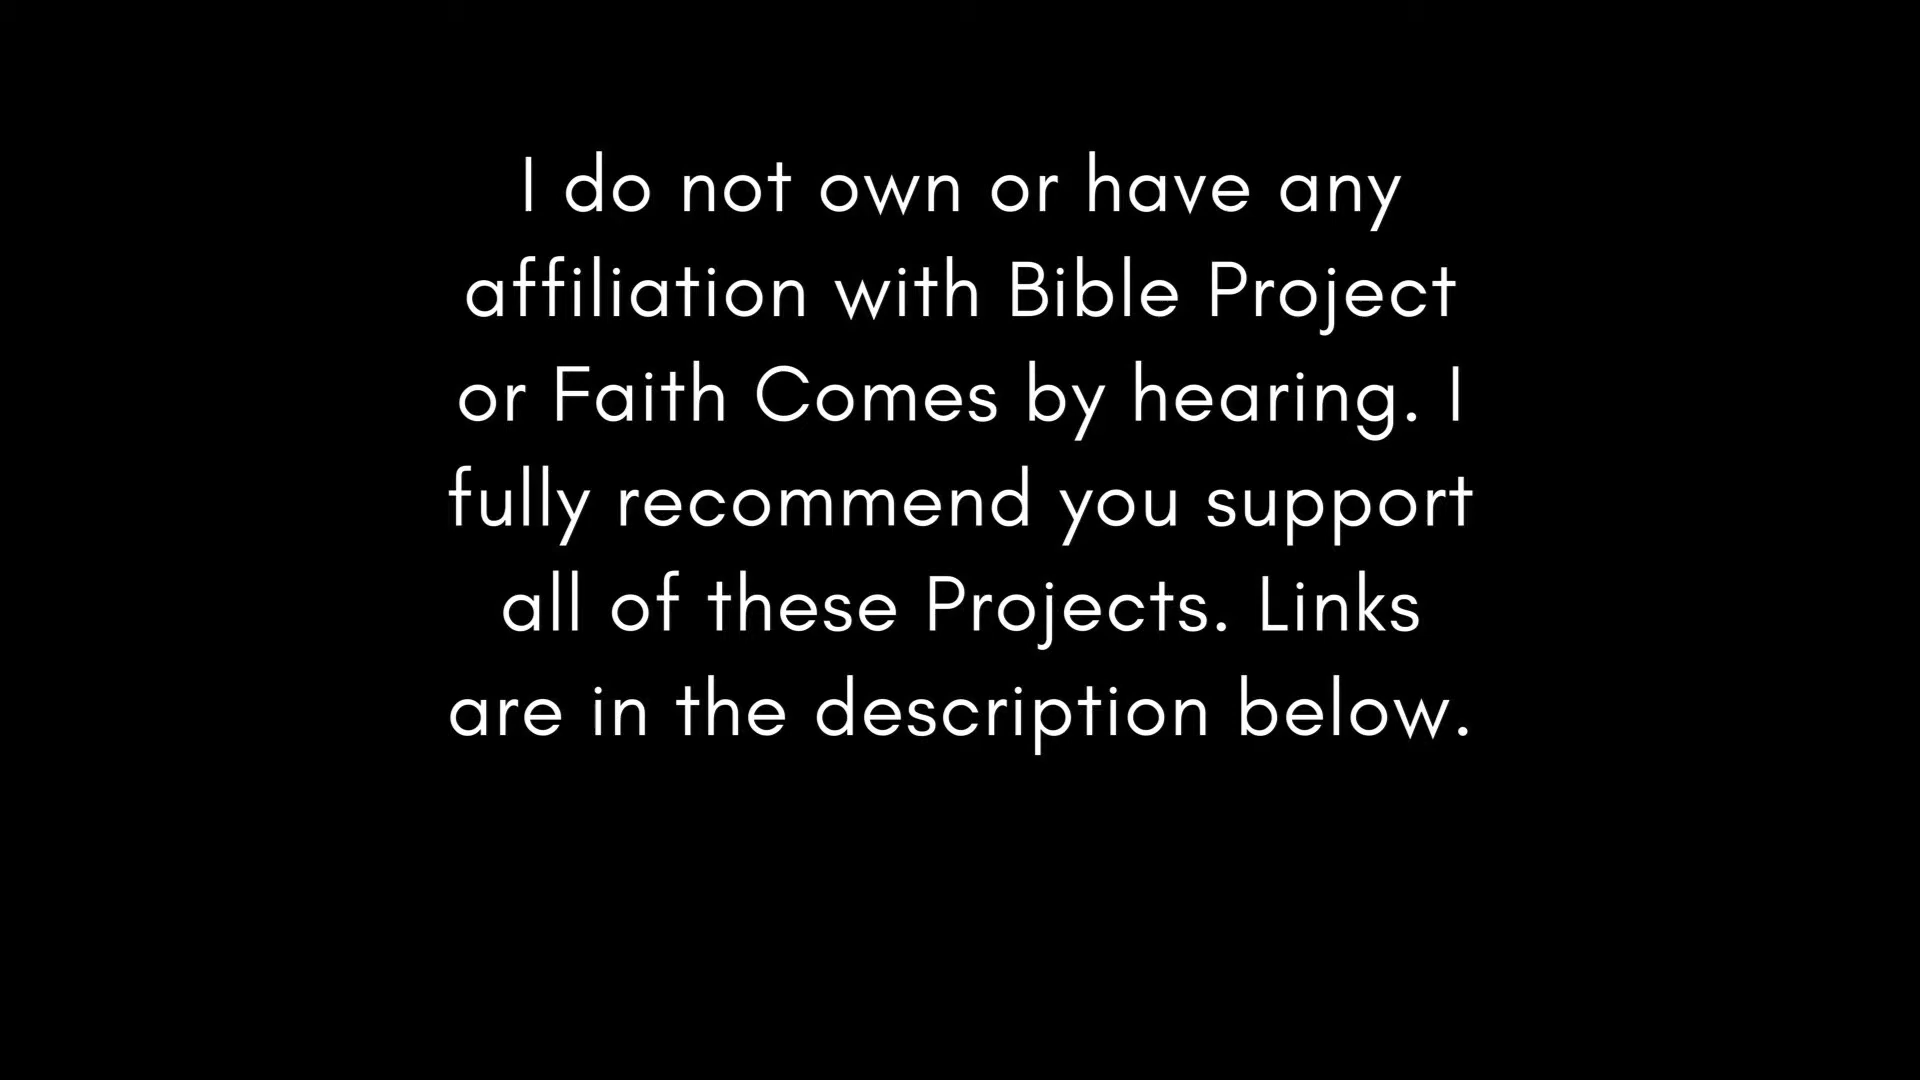 I do not own or have any
affiliation with Bible Project
or Faith Comes by hearing. I
fully recommend you support
all of these Projects. Links
are in the description below.